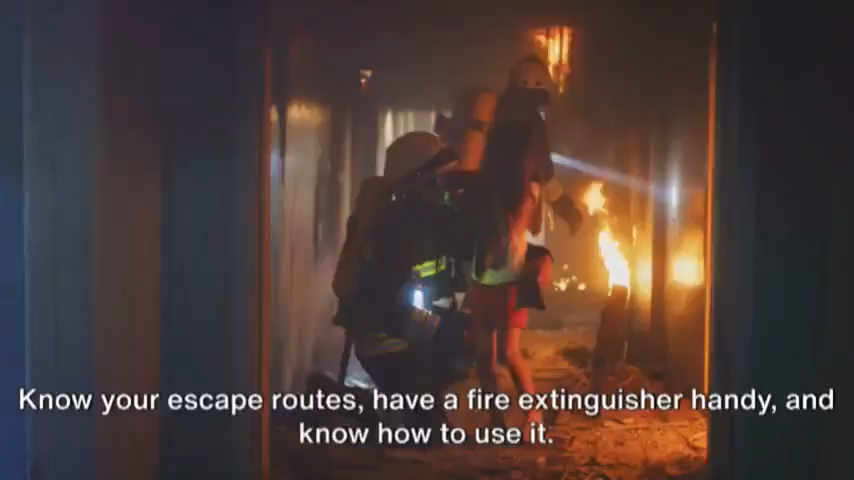 Know your escape routes, have a fire extinguisher handy, and
know how to use it.